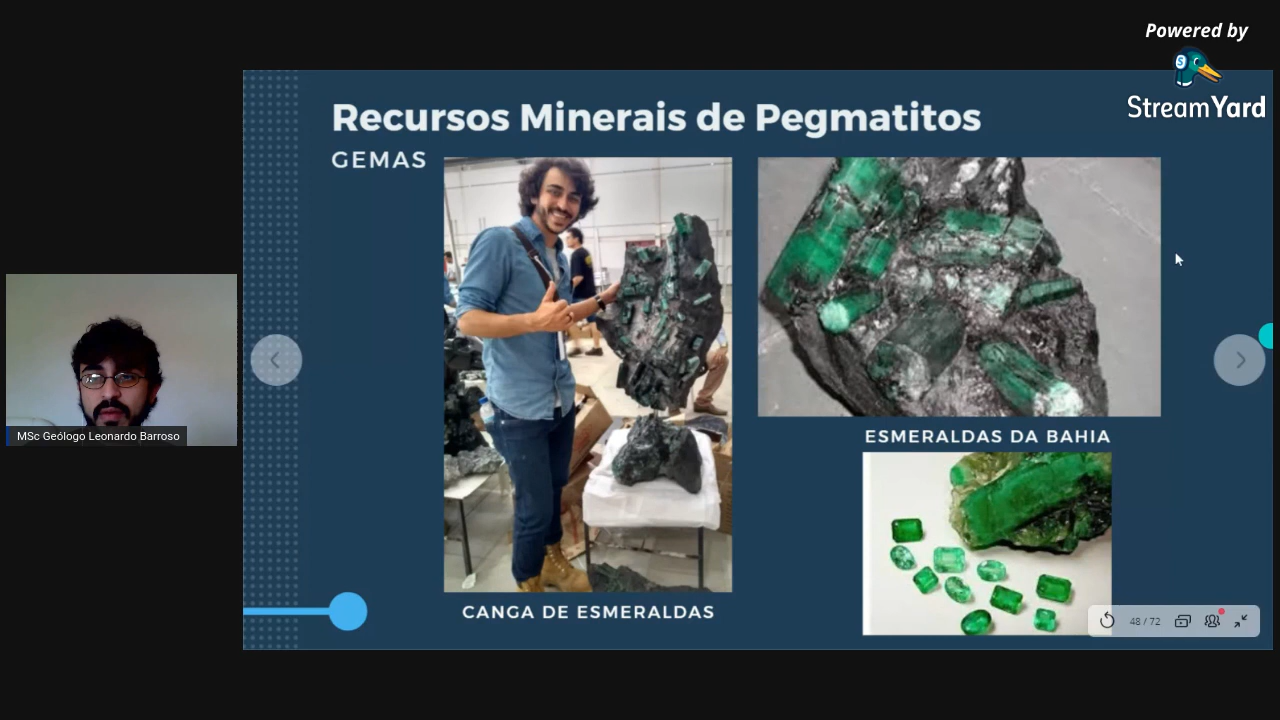 Powered by
StreamYard
Recursos Minerais de Pegmatitos
GEMAS
ESMERALDAS DA BAHIA
CANGA DE ESMERALDAS
MSc Geólogo Leonardo Barroso
48 / 72